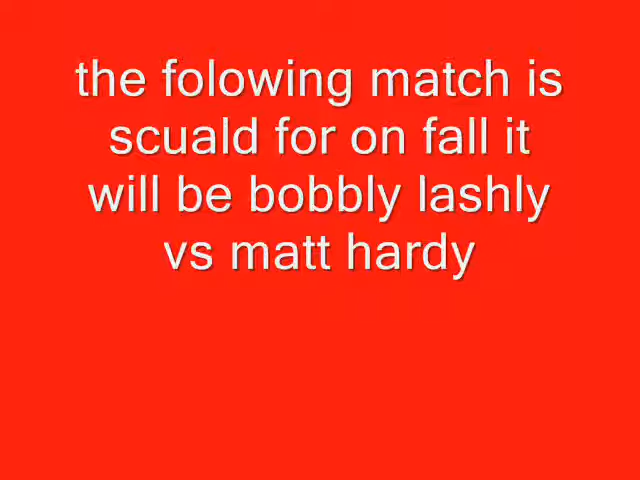 the folowing match is
scuald for on fall it
will be bobbly lashly
vs matt hardy